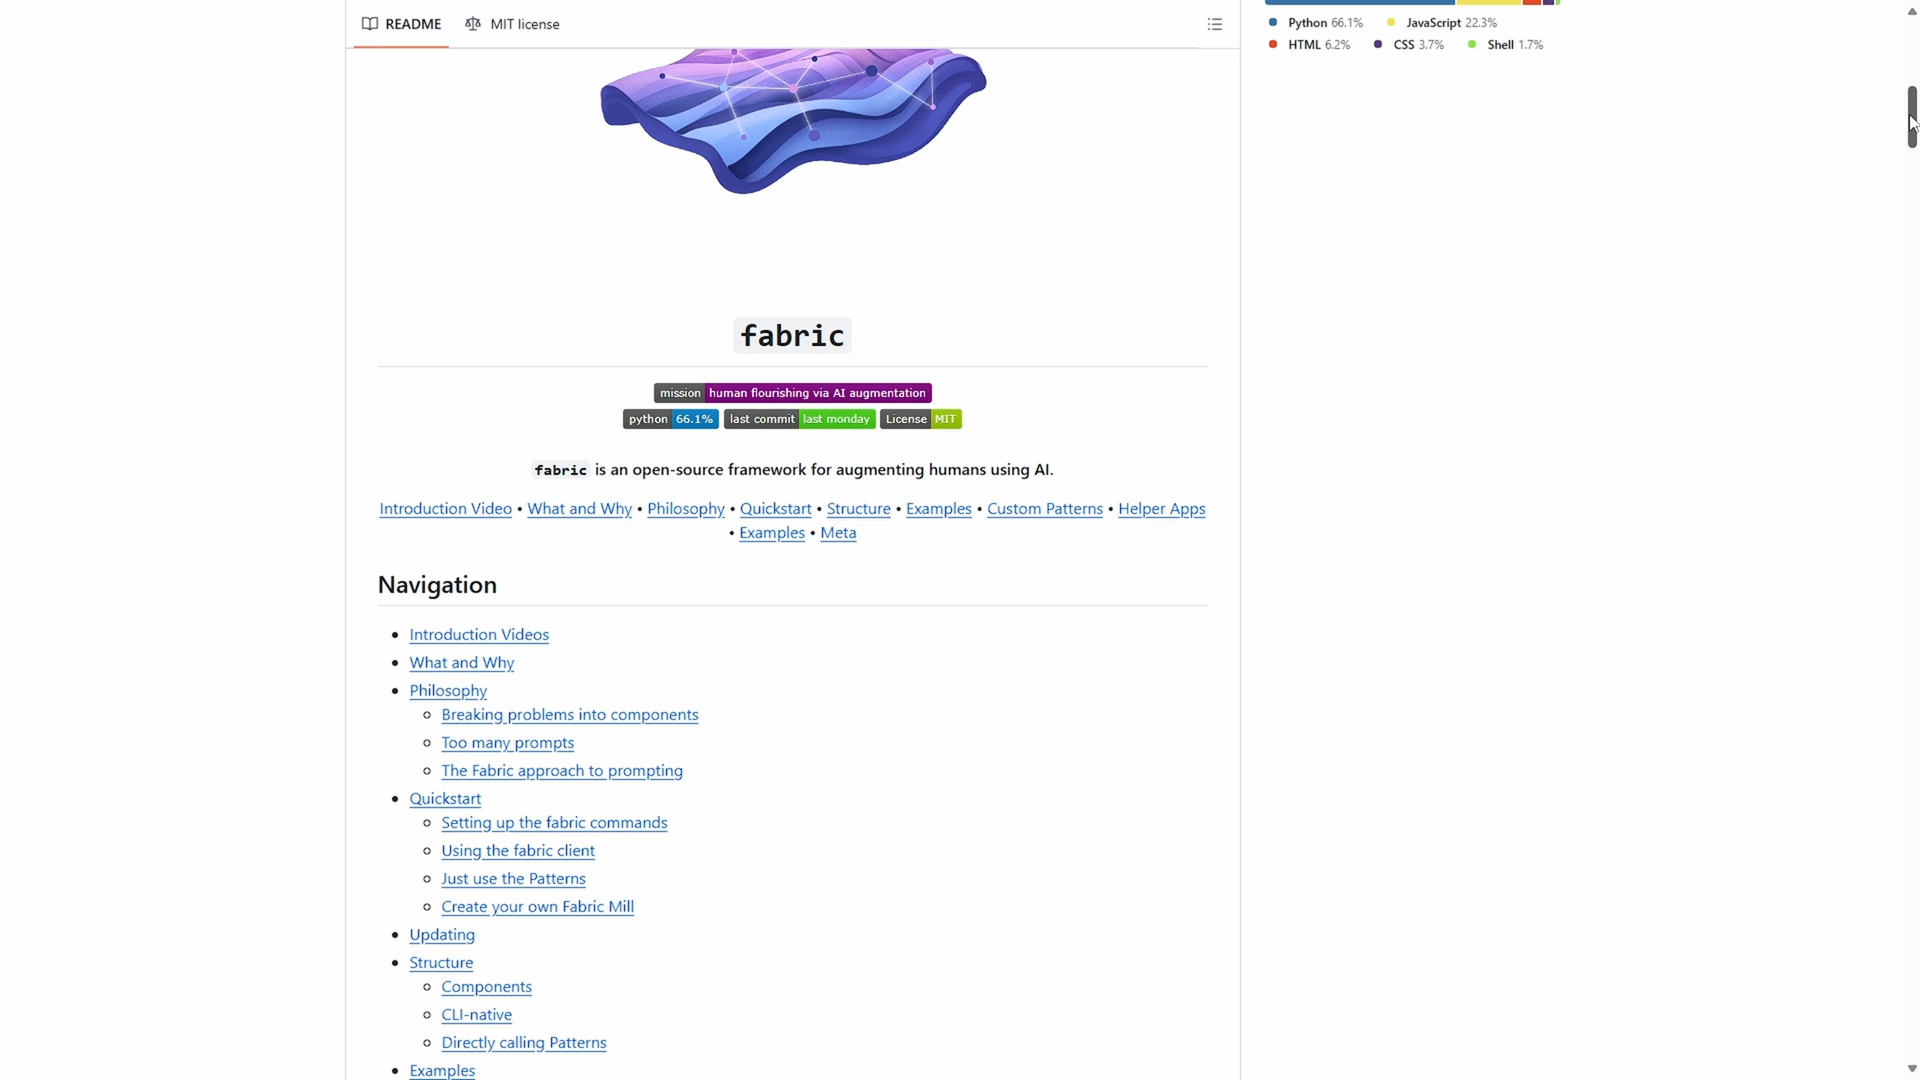 README MIT license
Python 66.1% JavaScript 22.3%
HTML 6.2% CSS 3.7% Shell 1.7%
fabric
mission human flourishing via AI augmentation
python 66.1% last commit last monday License MIT
fabric is an open-source framework for augmenting humans using AI.
Introduction Video • What and Why • Philosophy • Quickstart • Structure • Examples • Custom Patterns • Helper Apps
• Examples • Meta
Navigation
Introduction Videos
What and Why
Philosophy
Breaking problems into components
Too many prompts
The Fabric approach to prompting
Quickstart
Setting up the fabric commands
Using the fabric client
Just use the Patterns
Create your own Fabric Mill
Updating
Structure
Components
CLI-native
Directly calling Patterns
Examples